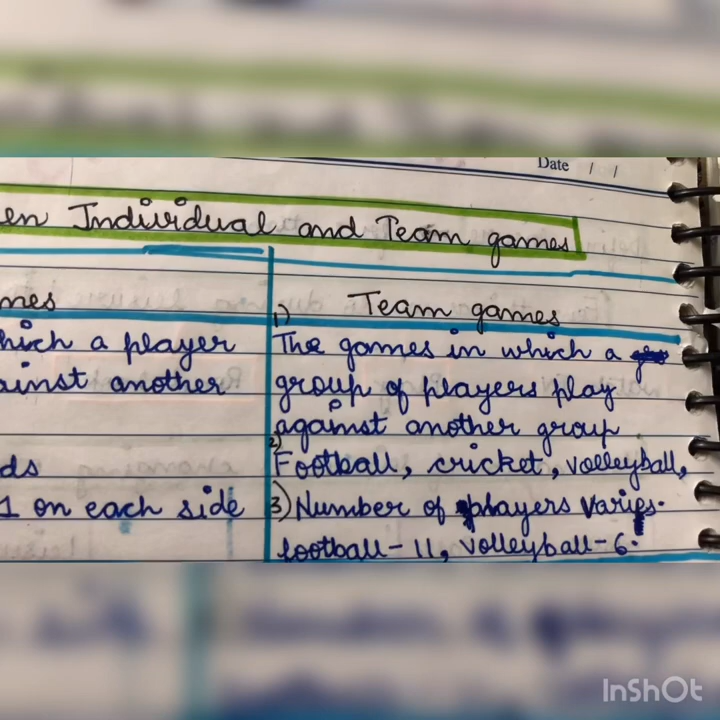 Date / /
en Individual and Team games
mes
Team games
1)
hich a player
The games in which a
ainst another
group of players play
against another group
2)
ds
Football, cricket, volleyball,
1 on each side
3) Number of players varies.
football-11, volleyball-6.
InShOt